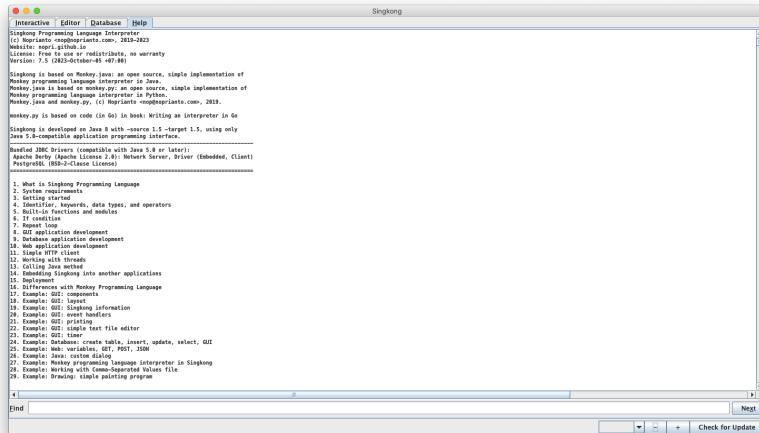 Singkong
Interactive Editor Database Help
Singkong Programming Language Interpreter
(c) Noprianto <nop@noprianto.com>, 2019-2023
Website: nopri.github.io
License: Free to use or redistribute, no warranty
Version: 7.5 (2023-October-05 +07:00)
Singkong is based on Monkey.java: an open source, simple implementation of
Monkey programming language interpreter in Java.
Monkey.java is based on monkey.py: an open source, simple implementation of
Monkey programming language interpreter in Python.
Monkey.java and monkey.py, (c) Noprianto <nop@noprianto.com>, 2019.
monkey.py is based on code (in Go) in book: Writing an interpreter in Go
Singkong is developed on Java 8 with -source 1.5 -target 1.5, using only
Java 5.0-compatible application programming interface.
Bundled JDBC Drivers (compatible with Java 5.0 or later):
Apache Derby (Apache License 2.0): Network Server, Driver (Embedded, Client)
PostgreSQL (BSD-2-Clause License)
1. What is Singkong Programming Language
2. System requirements
3. Getting started
4. Identifier, keywords, data types, and operators
5. Built-in functions and modules
6. If condition
7. Repeat loop
8. GUI application development
9. Database application development
10. Web application development
11. Simple HTTP client
12. Working with threads
13. Calling Java method
14. Embedding Singkong into another applications
15. Deployment
16. Differences with Monkey Programming Language
17. Example: GUI: components
18. Example: GUI: layout
19. Example: GUI: Singkong information
20. Example: GUI: event handlers
21. Example: GUI: printing
22. Example: GUI: simple text file editor
23. Example: GUI: timer
24. Example: Database: create table, insert, update, select, GUI
25. Example: Web: variables, GET, POST, JSON
26. Example: Java: custom dialog
27. Example: Monkey programming language interpreter in Singkong
28. Example: Working with Comma-Separated Values file
29. Example: Drawing: simple painting program
Find Next
- + Check for Update